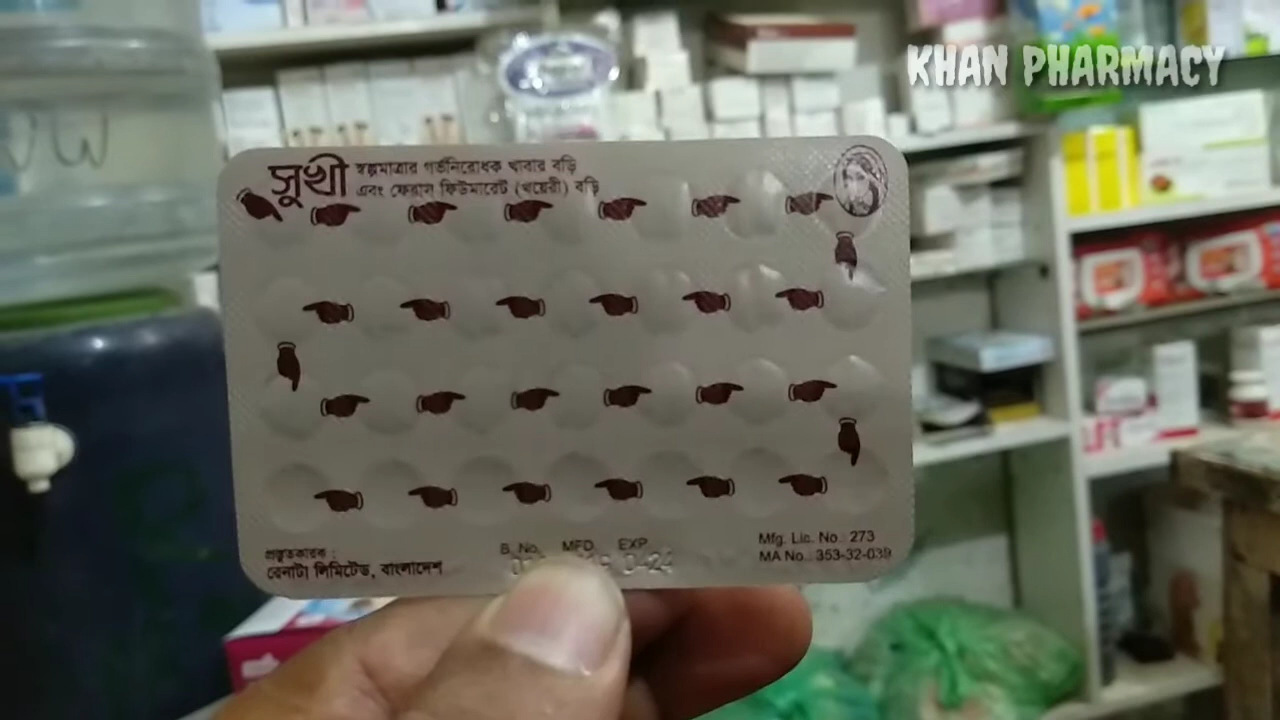 KHAN PHARMACY
সুখী
স্বল্পমাত্রার গর্ভনিরোধক খাবার বড়ি
এবং ফেরাস ফিউমারেট (খয়েরী) বড়ি
প্রস্তুতকারক :
রেনাটা লিমিটেড, বাংলাদেশ
B. No. MFD EXP
0424
Mfg. Lic. No.: 273
MA No.: 353-32-039